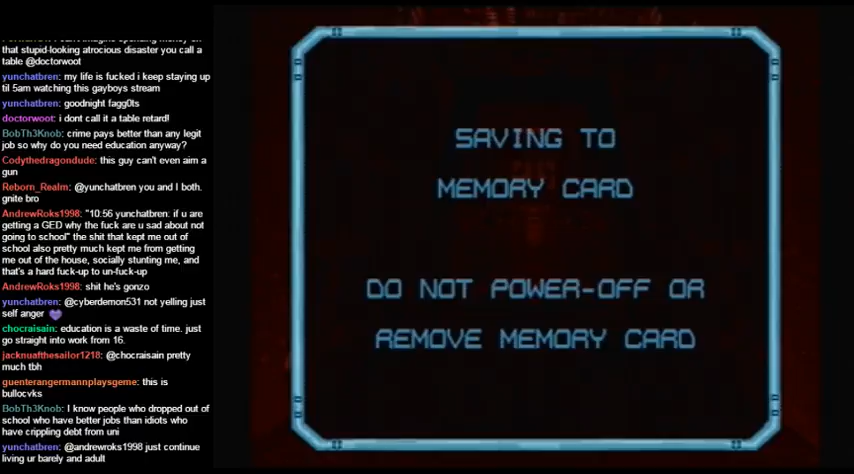 that stupid-looking atrocious disaster you call a
table @doctorwoot
yunchatbren: my life is fucked i keep staying up
til 5am watching this gayboys stream
yunchatbren: goodnight fagg0ts
doctorwoot: i dont call it a table retard!
BobTh3Knob: crime pays better than any legit
job so why do you need education anyway?
Codythedragondude: this guy can't even aim a
gun
Reborn_Realm: @yunchatbren you and I both.
gnite bro
AndrewRoks1998: "10:56 yunchatbren: if u are
getting a GED why the fuck are u sad about not
going to school" the shit that kept me out of
school also pretty much kept me from getting
me out of the house, socially stunting me, and
that's a hard fuck-up to un-fuck-up
AndrewRoks1998: shit he's gonzo
yunchatbren: @cyberdemon531 not yelling just
self anger 💜
chocraisain: education is a waste of time. just
go straight into work from 16.
jacknuafthesailor1218: @chocraisain pretty
much tbh
guenterangermannplaysgeme: this is
bullocvks
BobTh3Knob: I know people who dropped out of
school who have better jobs than idiots who
have crippling debt from uni
yunchatbren: @andrewroks1998 just continue
living ur barely and adult
SAVING TO
MEMORY CARD
DO NOT POWER-OFF OR
REMOVE MEMORY CARD